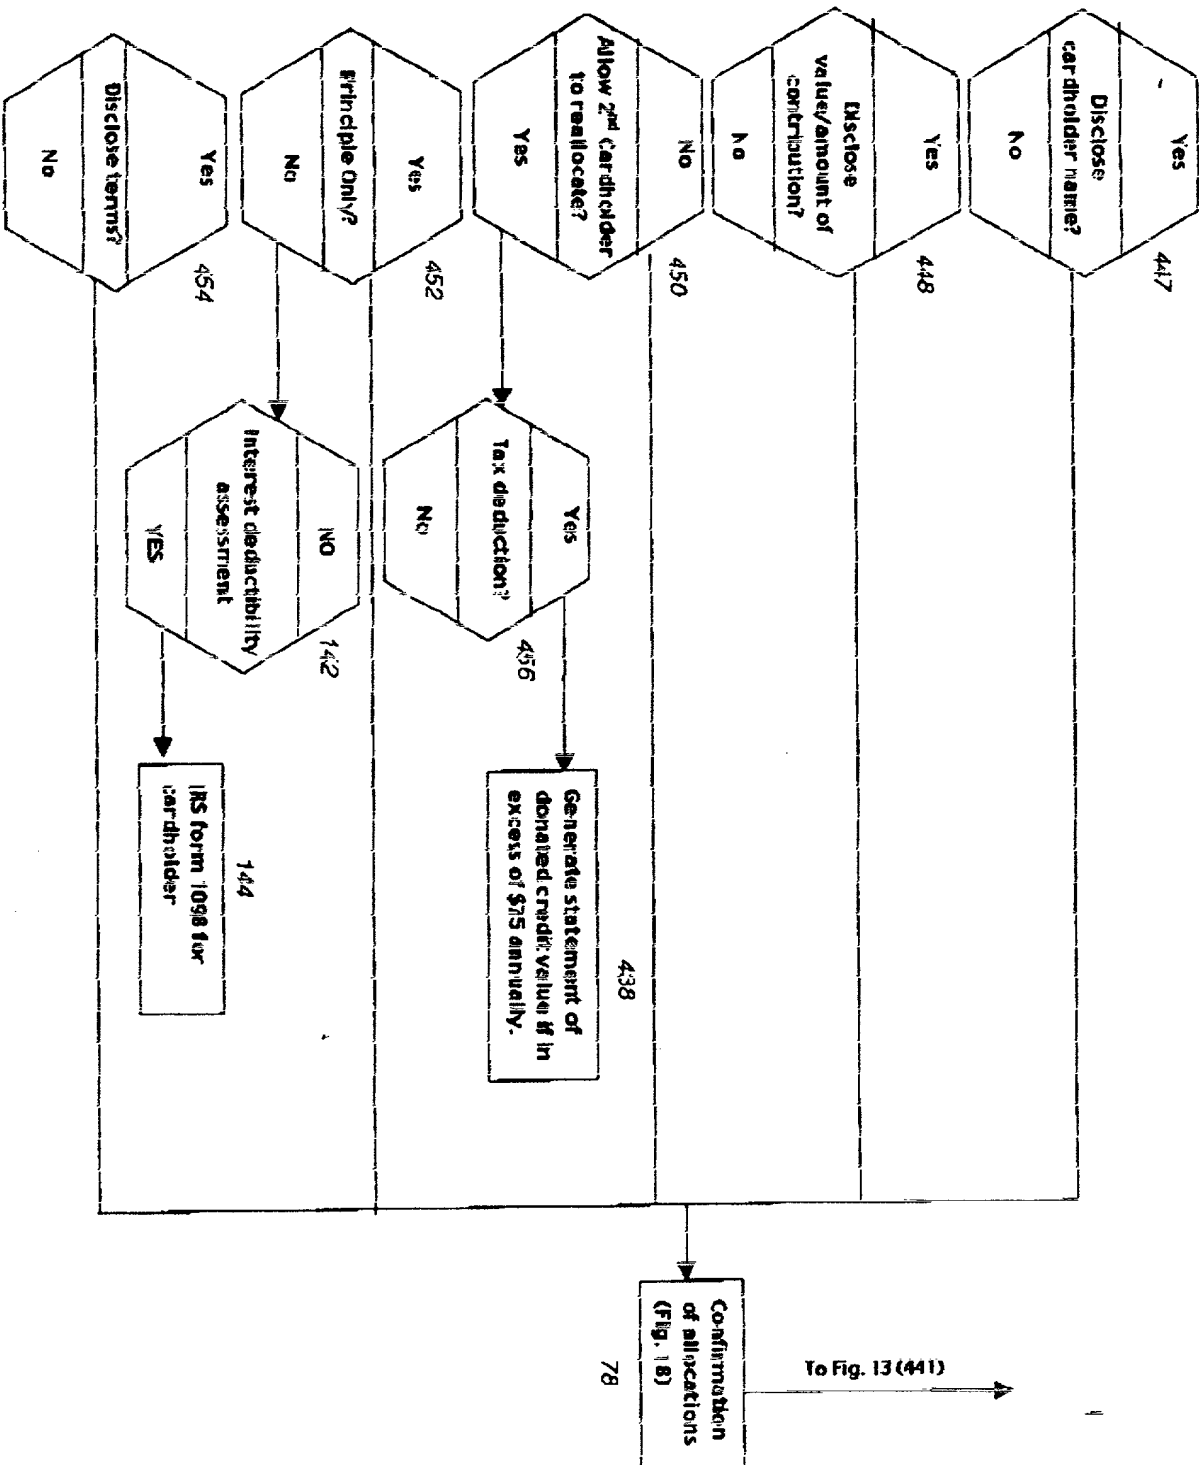 Yes
Disclose
cardholder name?
No
447
Yes
Disclose
value/amount of
contribution?
No
448
No
Allow 2nd Cardholder
to reallocate?
Yes
450
Yes
Principle Only?
No
452
Yes
Disclose terms?
No
454
Yes
Tax deduction?
No
456
NO
Interest deductibility
assessment
YES
142
Generate statement of
donated credit value if in
excess of $75 annually.
438
IRS form 1098 for
cardholder
144
Confirmation
of allocations
(Fig. 18)
78
To Fig. 13 (441)